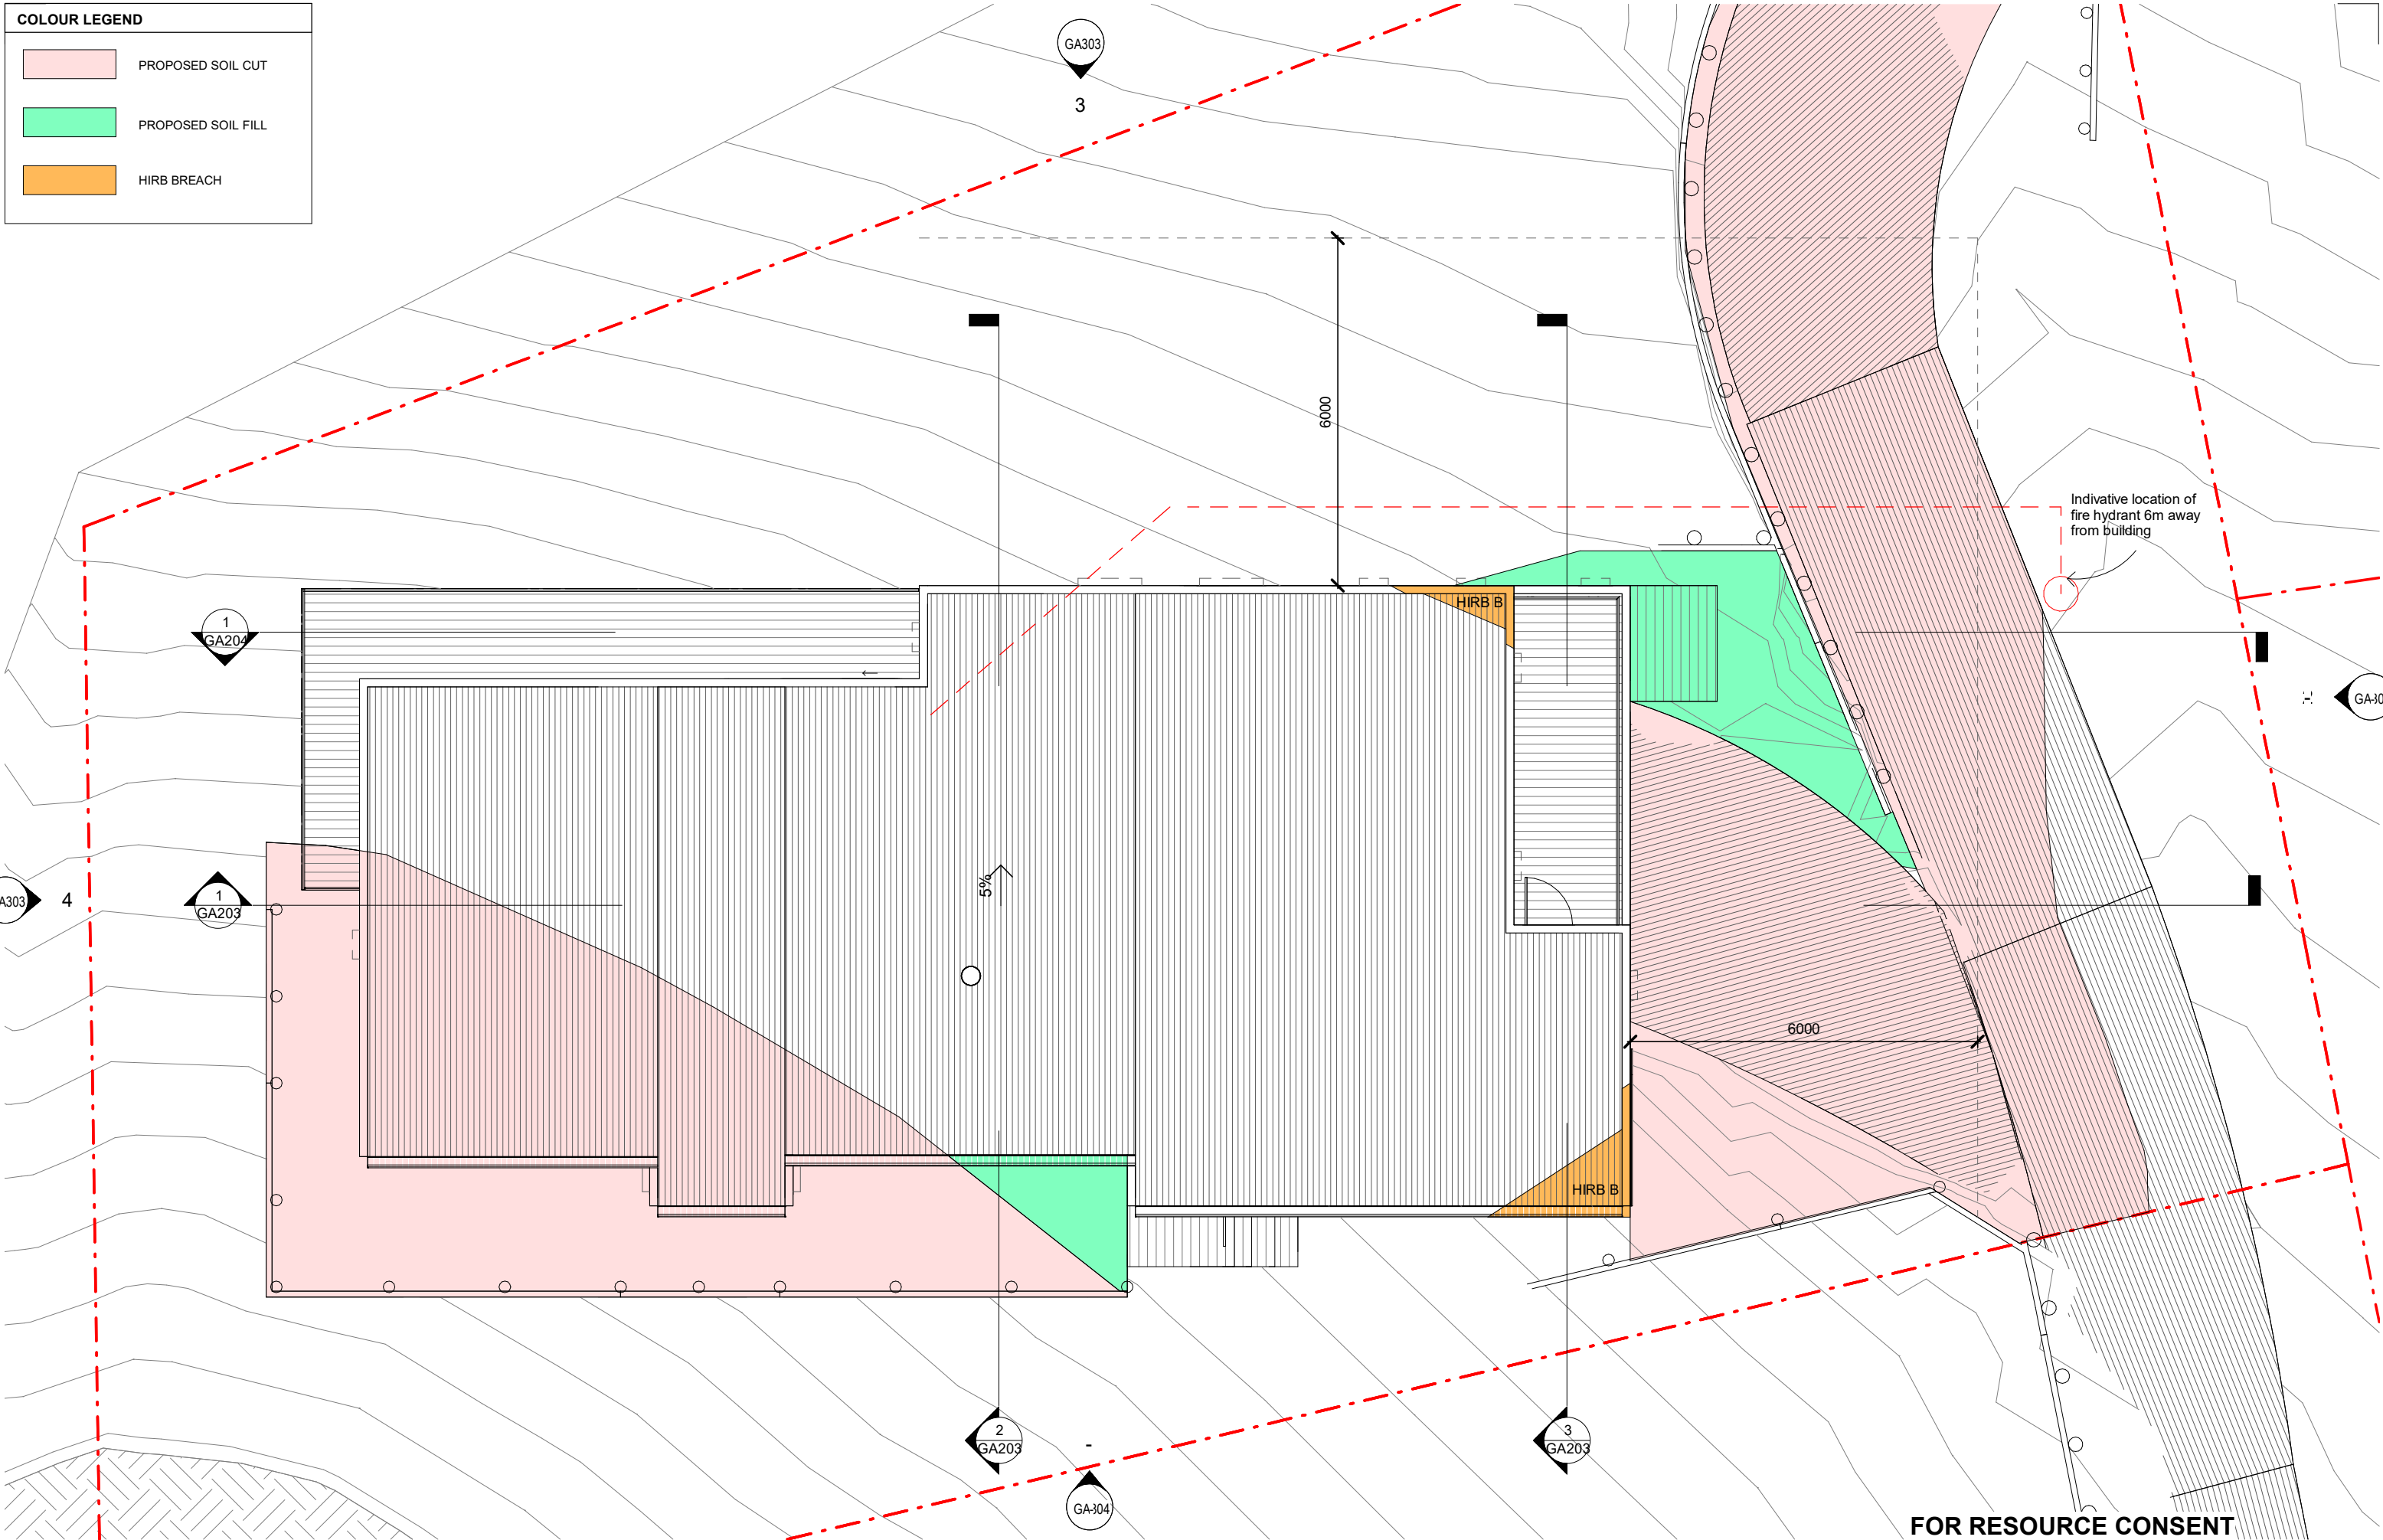 COLOUR LEGEND
PROPOSED SOIL CUT
PROPOSED SOIL FILL
HIRB BREACH
GA303
3
6000
Indivative location of
fire hydrant 6m away
from building
HIRB B
1
GA204
GA30
A303
4
1
GA203
5%
6000
HIRB B
2
GA203
-
3
GA203
GA304
FOR RESOURCE CONSENT